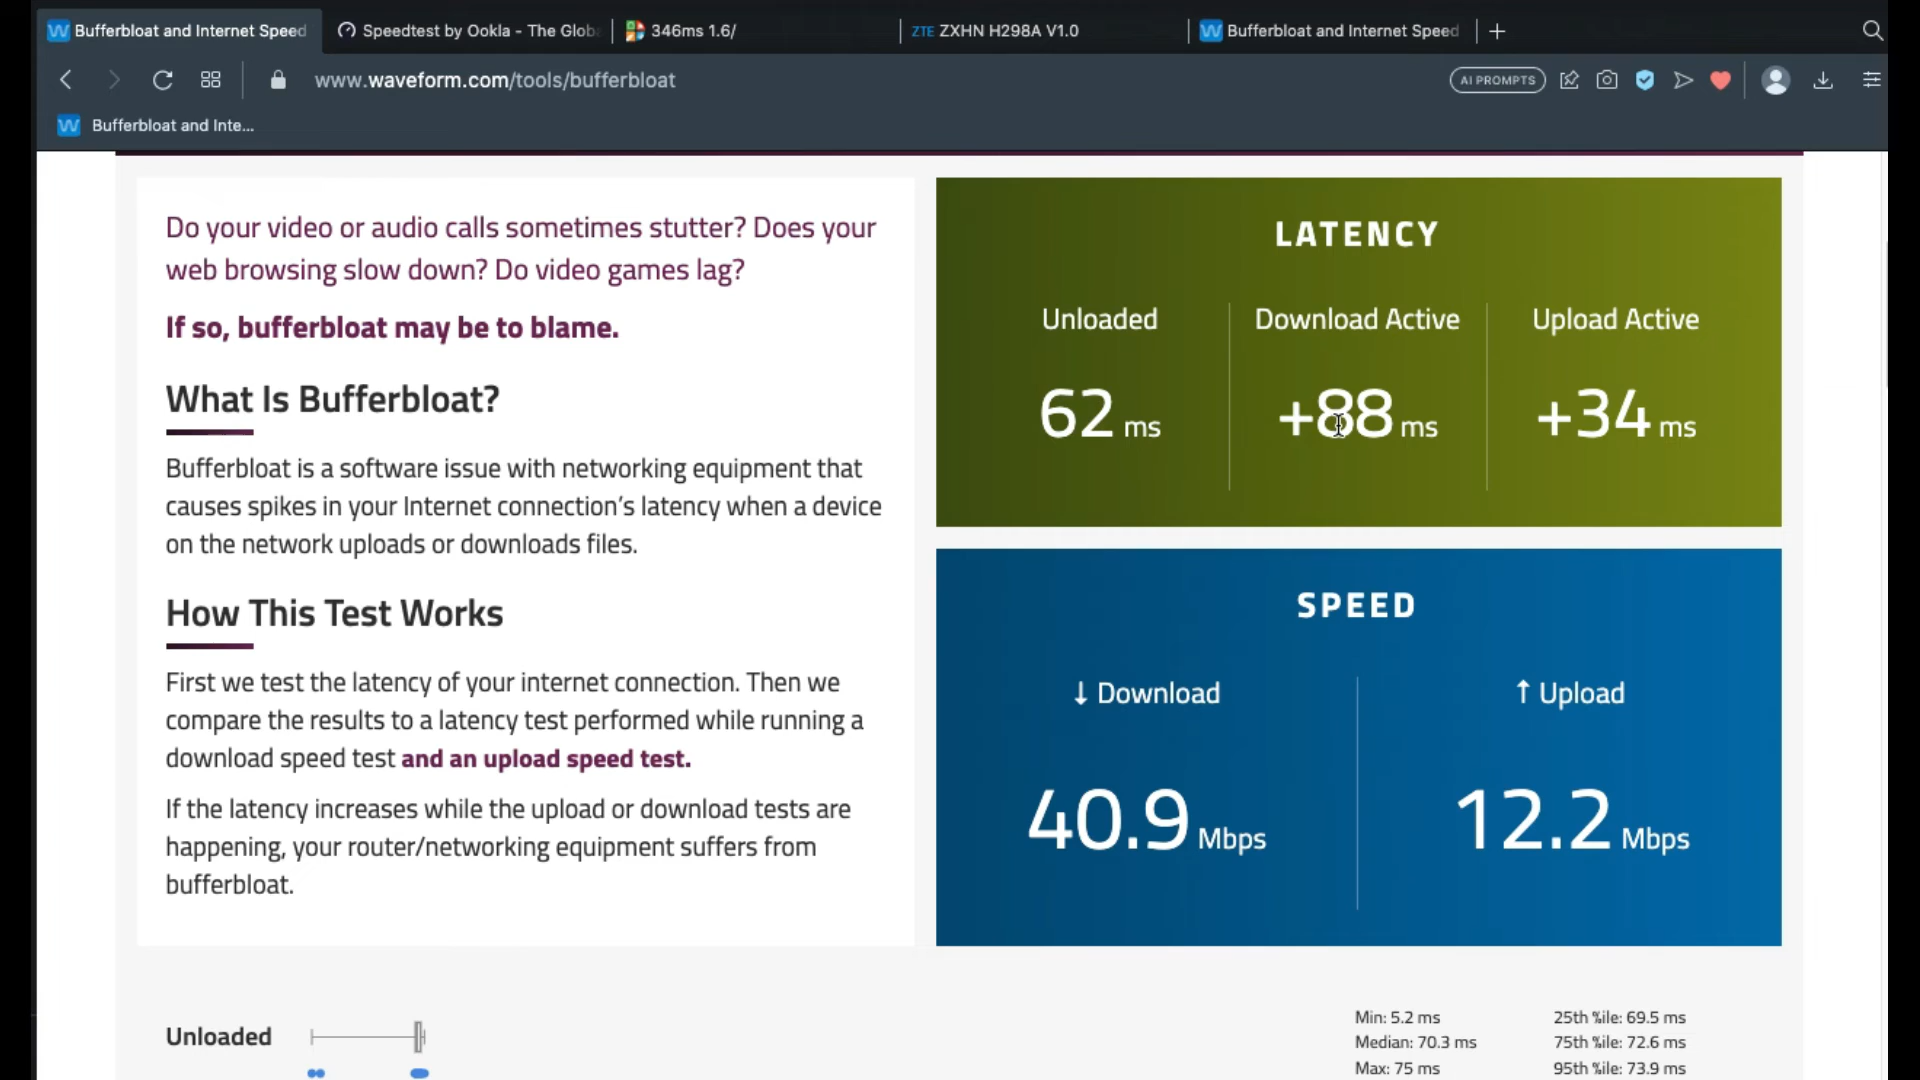 Bufferbloat and Internet Speed
Speedtest by Ookla - The Glob
346ms 1.6/
ZTE ZXHN H298A V1.0
Bufferbloat and Internet Speed
www.waveform.com/tools/bufferbloat
AI PROMPTS
W Bufferbloat and Inte...
Do your video or audio calls sometimes stutter? Does your
web browsing slow down? Do video games lag?
If so, bufferbloat may be to blame.
What Is Bufferbloat?
Bufferbloat is a software issue with networking equipment that
causes spikes in your Internet connection’s latency when a device
on the network uploads or downloads files.
How This Test Works
First we test the latency of your internet connection. Then we
compare the results to a latency test performed while running a
download speed test and an upload speed test.
If the latency increases while the upload or download tests are
happening, your router/networking equipment suffers from
bufferbloat.
LATENCY
Unloaded
62 ms
Download Active
+88 ms
Upload Active
+34 ms
SPEED
↓ Download
40.9 Mbps
↑ Upload
12.2 Mbps
Unloaded
Min: 5.2 ms
Median: 70.3 ms
Max: 75 ms
25th %ile: 69.5 ms
75th %ile: 72.6 ms
95th %ile: 73.9 ms